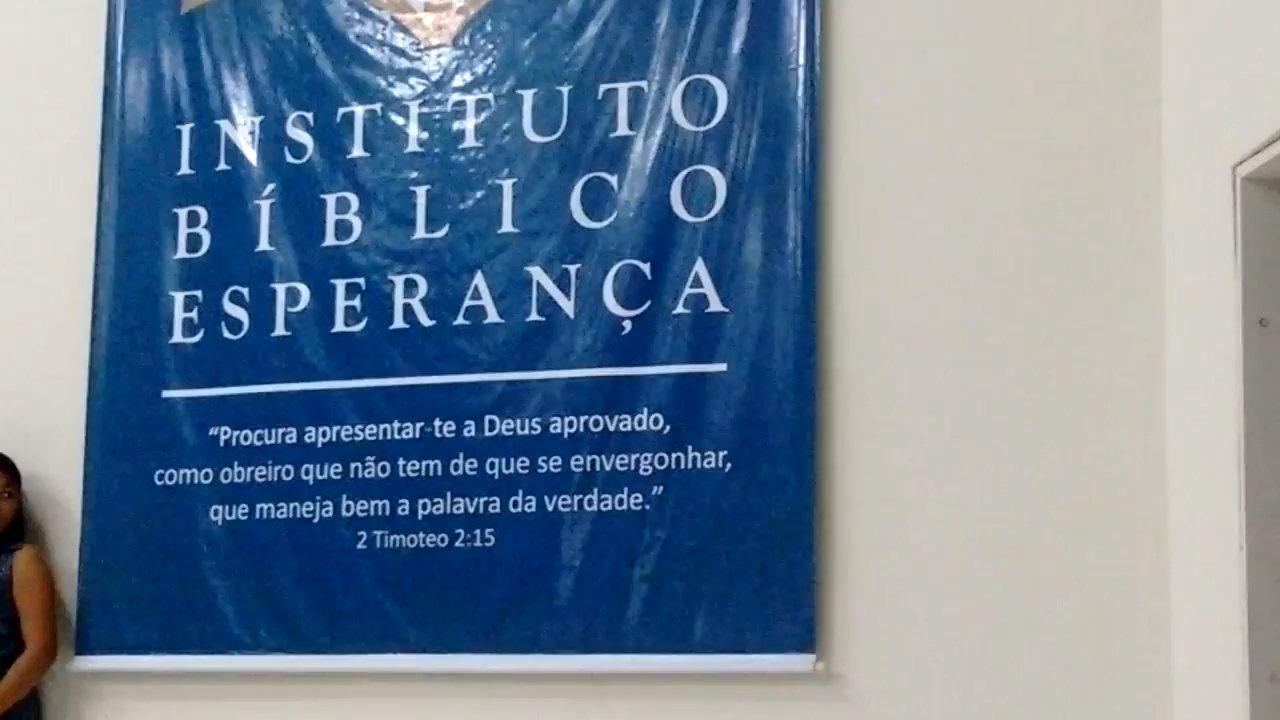 INSTITUTO
BÍBLICO
ESPERANÇA
“Procura apresentar-te a Deus aprovado,
como obreiro que não tem de que se envergonhar,
que maneja bem a palavra da verdade.”
2 Timoteo 2:15